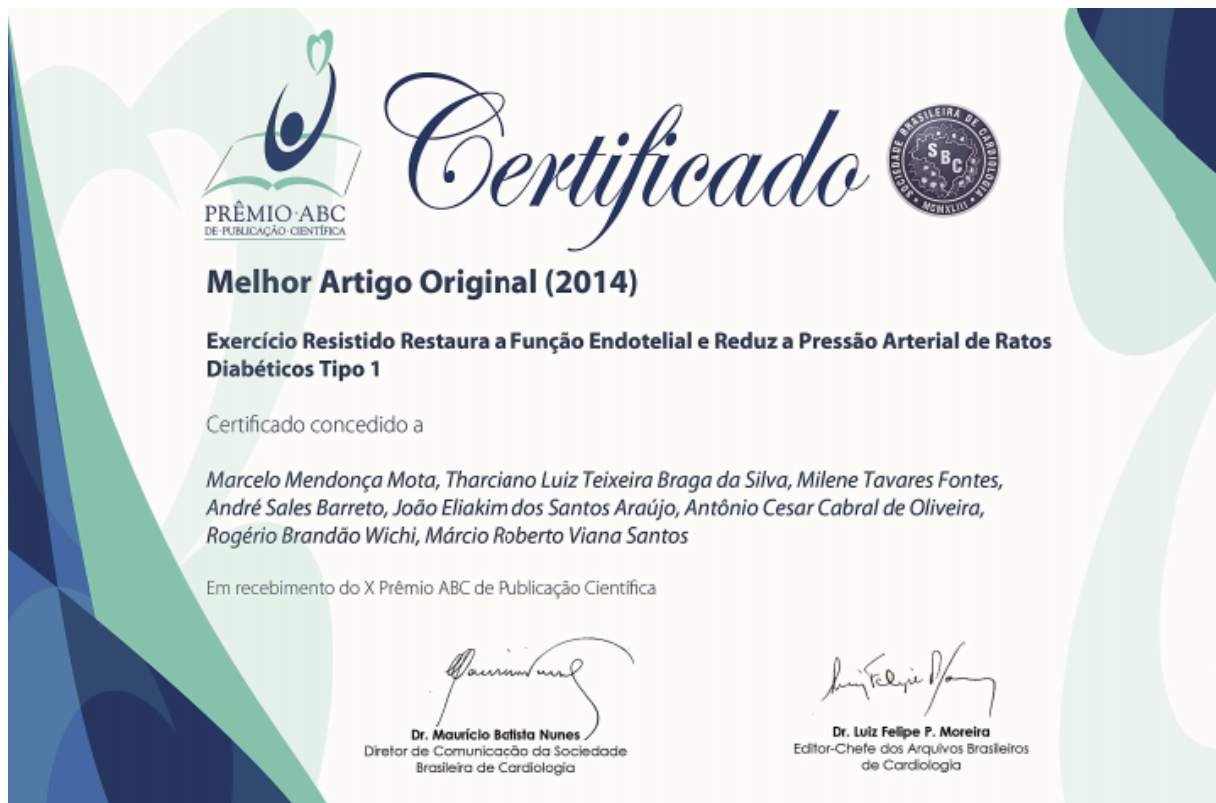 Certificado
PRÊMIO·ABC
DE·PUBLICAÇÃO·CIENTÍFICA
SOCIEDADE BRASILEIRA DE CARDIOLOGIA
SBC
MCMXLIII
Melhor Artigo Original (2014)
Exercício Resistido Restaura a Função Endotelial e Reduz a Pressão Arterial de Ratos
Diabéticos Tipo 1
Certificado concedido a
Marcelo Mendonça Mota, Tharciano Luiz Teixeira Braga da Silva, Milene Tavares Fontes,
André Sales Barreto, João Eliakim dos Santos Araújo, Antônio Cesar Cabral de Oliveira,
Rogério Brandão Wichi, Márcio Roberto Viana Santos
Em recebimento do X Prêmio ABC de Publicação Científica
Dr. Maurício Batista Nunes
Diretor de Comunicação da Sociedade
Brasileira de Cardiologia
Dr. Luiz Felipe P. Moreira
Editor-Chefe dos Arquivos Brasileiros
de Cardiologia